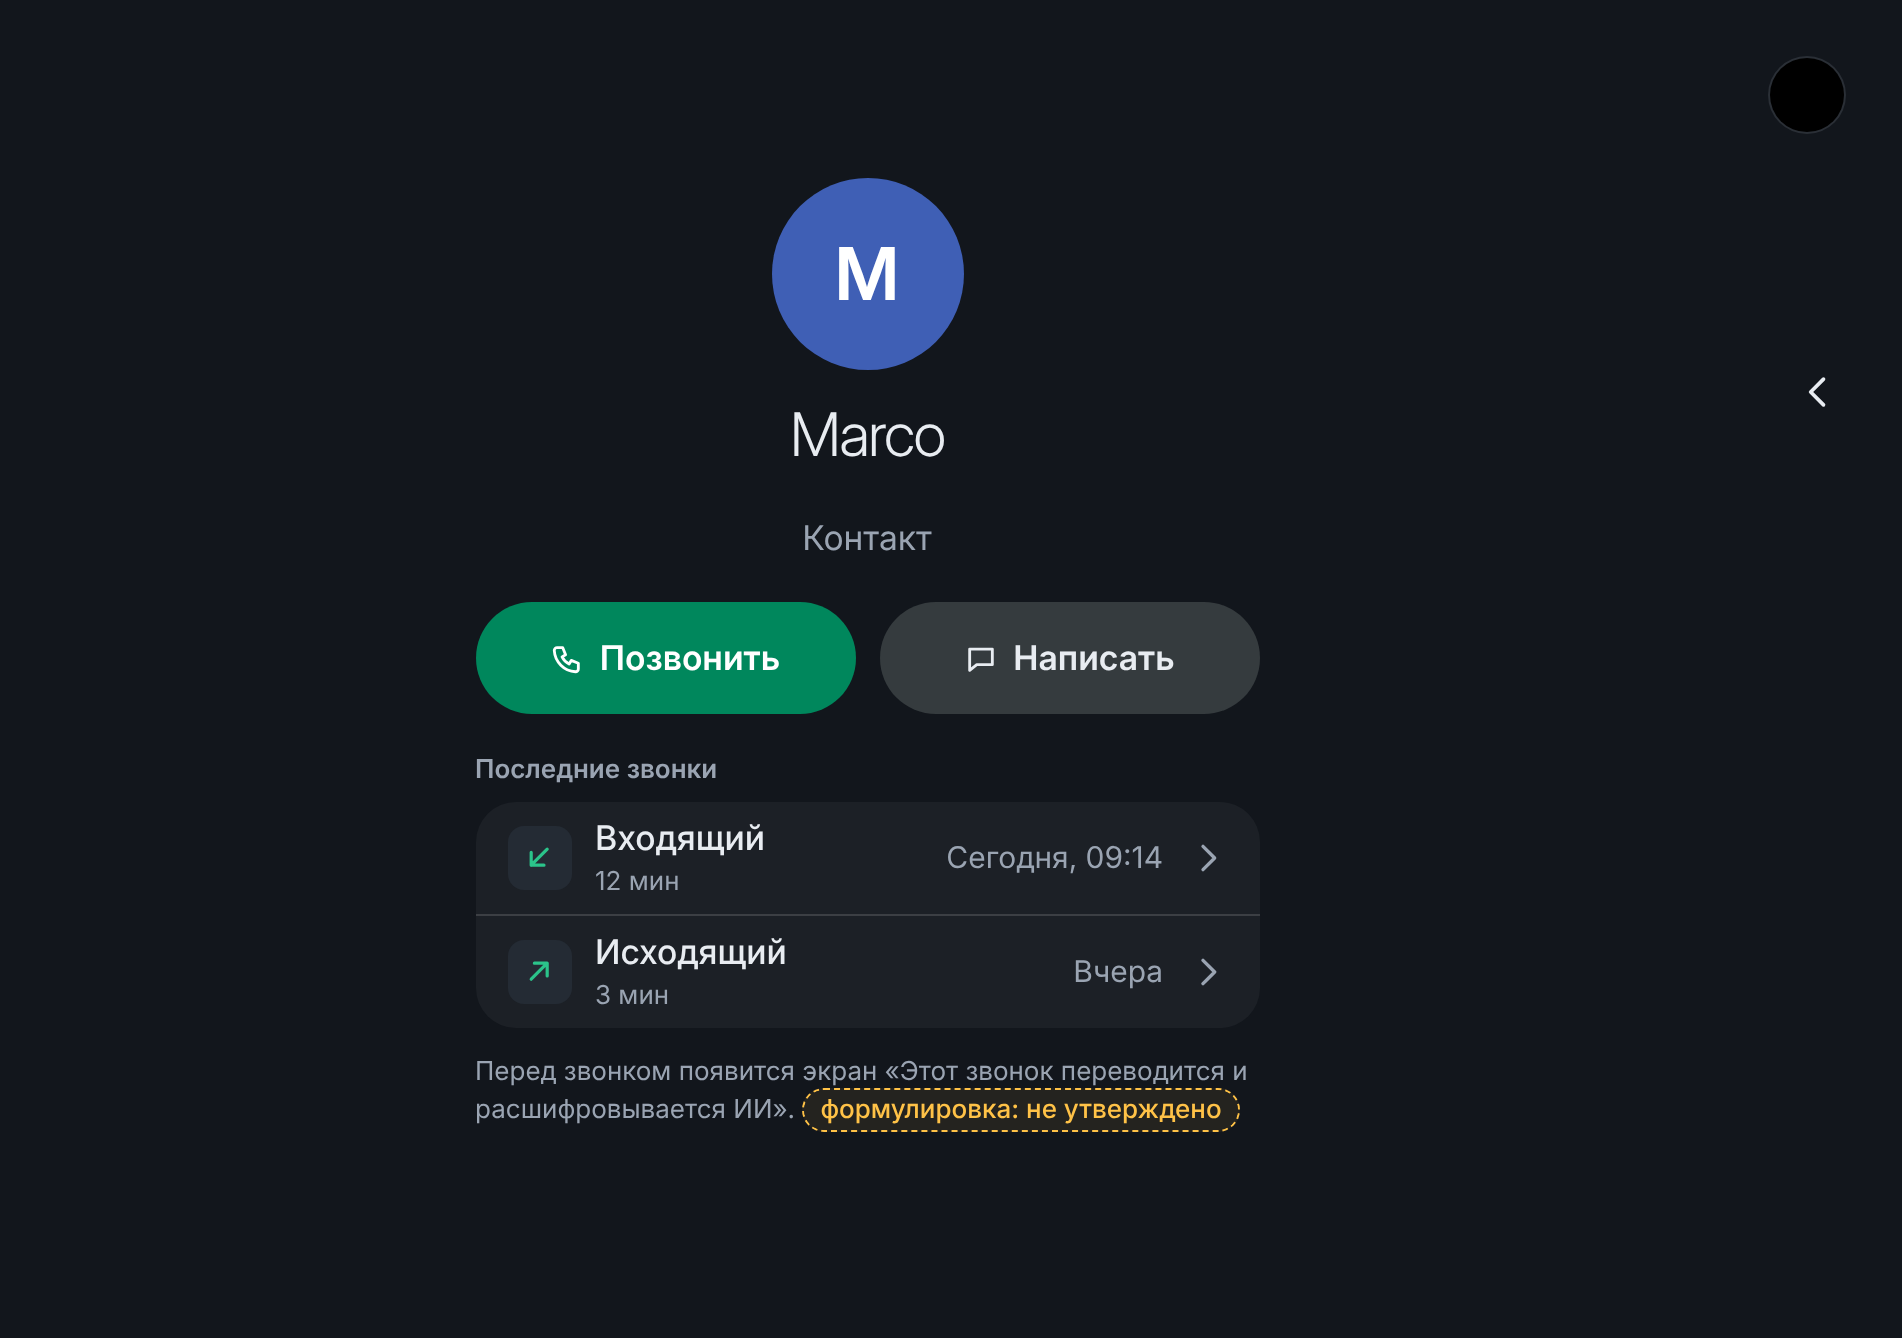 M
Marco
Контакт
Позвонить
Написать
Последние звонки
Входящий
12 мин
Сегодня, 09:14
Исходящий
3 мин
Вчера
Перед звонком появится экран «Этот звонок переводится и
расшифровывается ИИ». формулировка: не утверждено